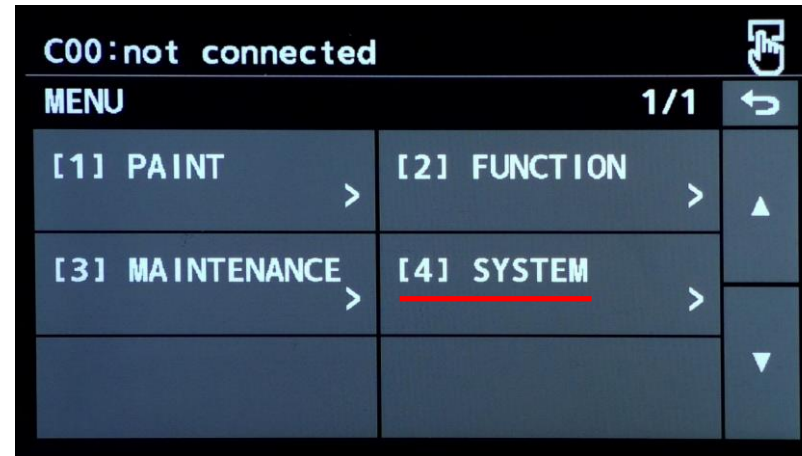 C00:not connected
MENU 1/1
[1] PAINT >
[2] FUNCTION >
[3] MAINTENANCE >
[4] SYSTEM >